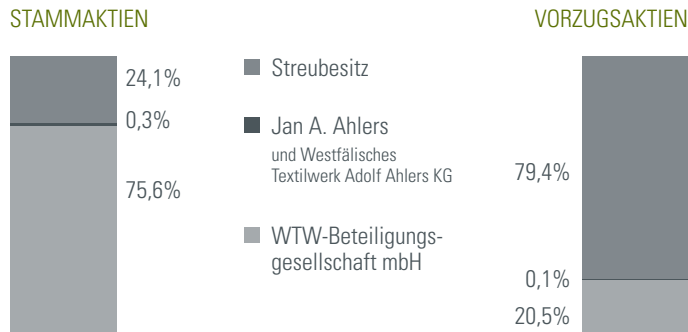 STAMMAKTIEN
24,1%
0,3%
75,6%
Streubesitz
Jan A. Ahlers
und Westfälisches
Textilwerk Adolf Ahlers KG
WTW-Beteiligungs-
gesellschaft mbH
VORZUGSAKTIEN
79,4%
0,1%
20,5%